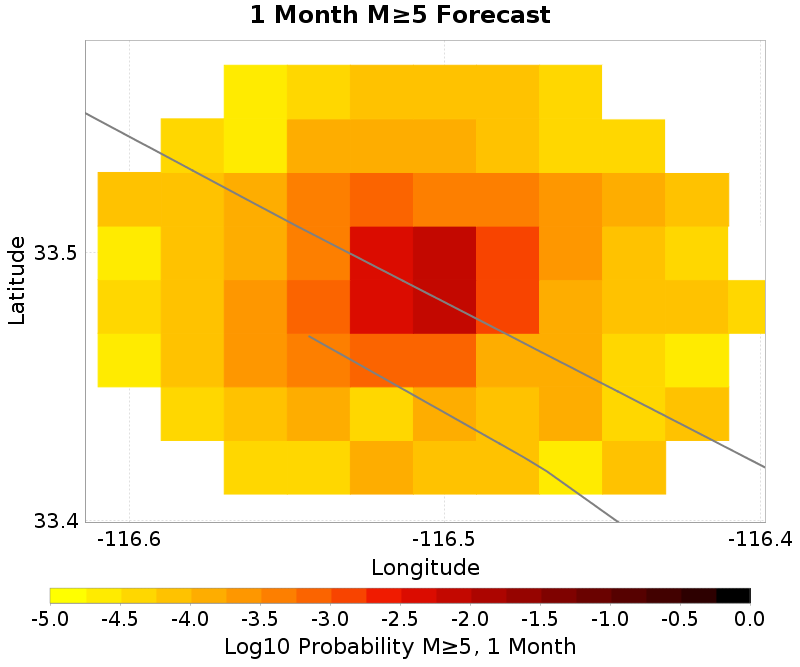 1 Month M≥5 Forecast
Latitude
33.5
33.4
-116.6 -116.5 -116.4
Longitude
-5.0 -4.5 -4.0 -3.5 -3.0 -2.5 -2.0 -1.5 -1.0 -0.5 0.0
Log10 Probability M≥5, 1 Month